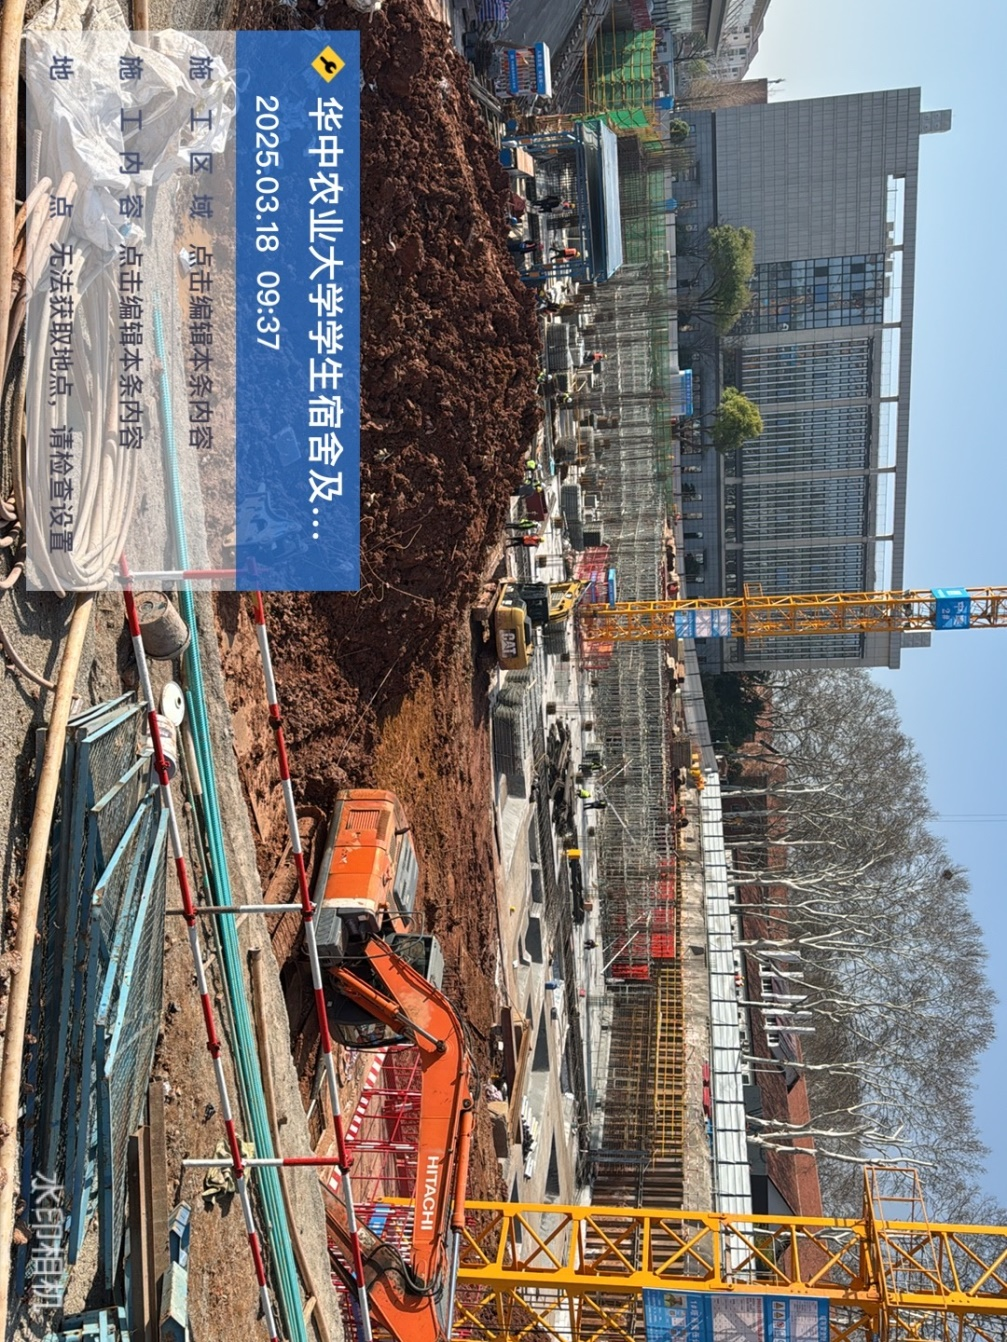 华中农业大学学生宿舍及...
2025.03.18 09:37
施工区域 点击编辑本条内容
施工内容 点击编辑本条内容
地点 无法获取地点，请检查设置
CAT
HITACHI
水印相机